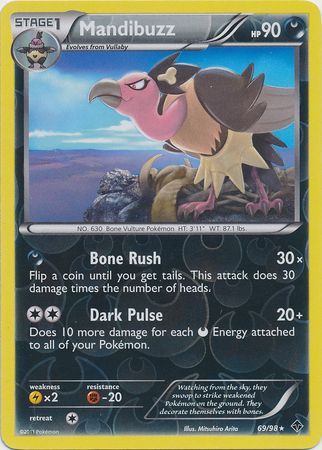 STAGE1
Mandibuzz
HP 90
Evolves from Vullaby
NO. 630 Bone Vulture Pokémon HT: 3'11" WT: 87.1 lbs.
Bone Rush 30×
Flip a coin until you get tails. This attack does 30
damage times the number of heads.
Dark Pulse 20+
Does 10 more damage for each Energy attached
to all of your Pokémon.
weakness
×2
resistance
-20
retreat
Watching from the sky, they
swoop to strike weakened
Pokémon on the ground. They
decorate themselves with bones.
Illus. Mitsuhiro Arita
69/98★
©2011 Pokémon